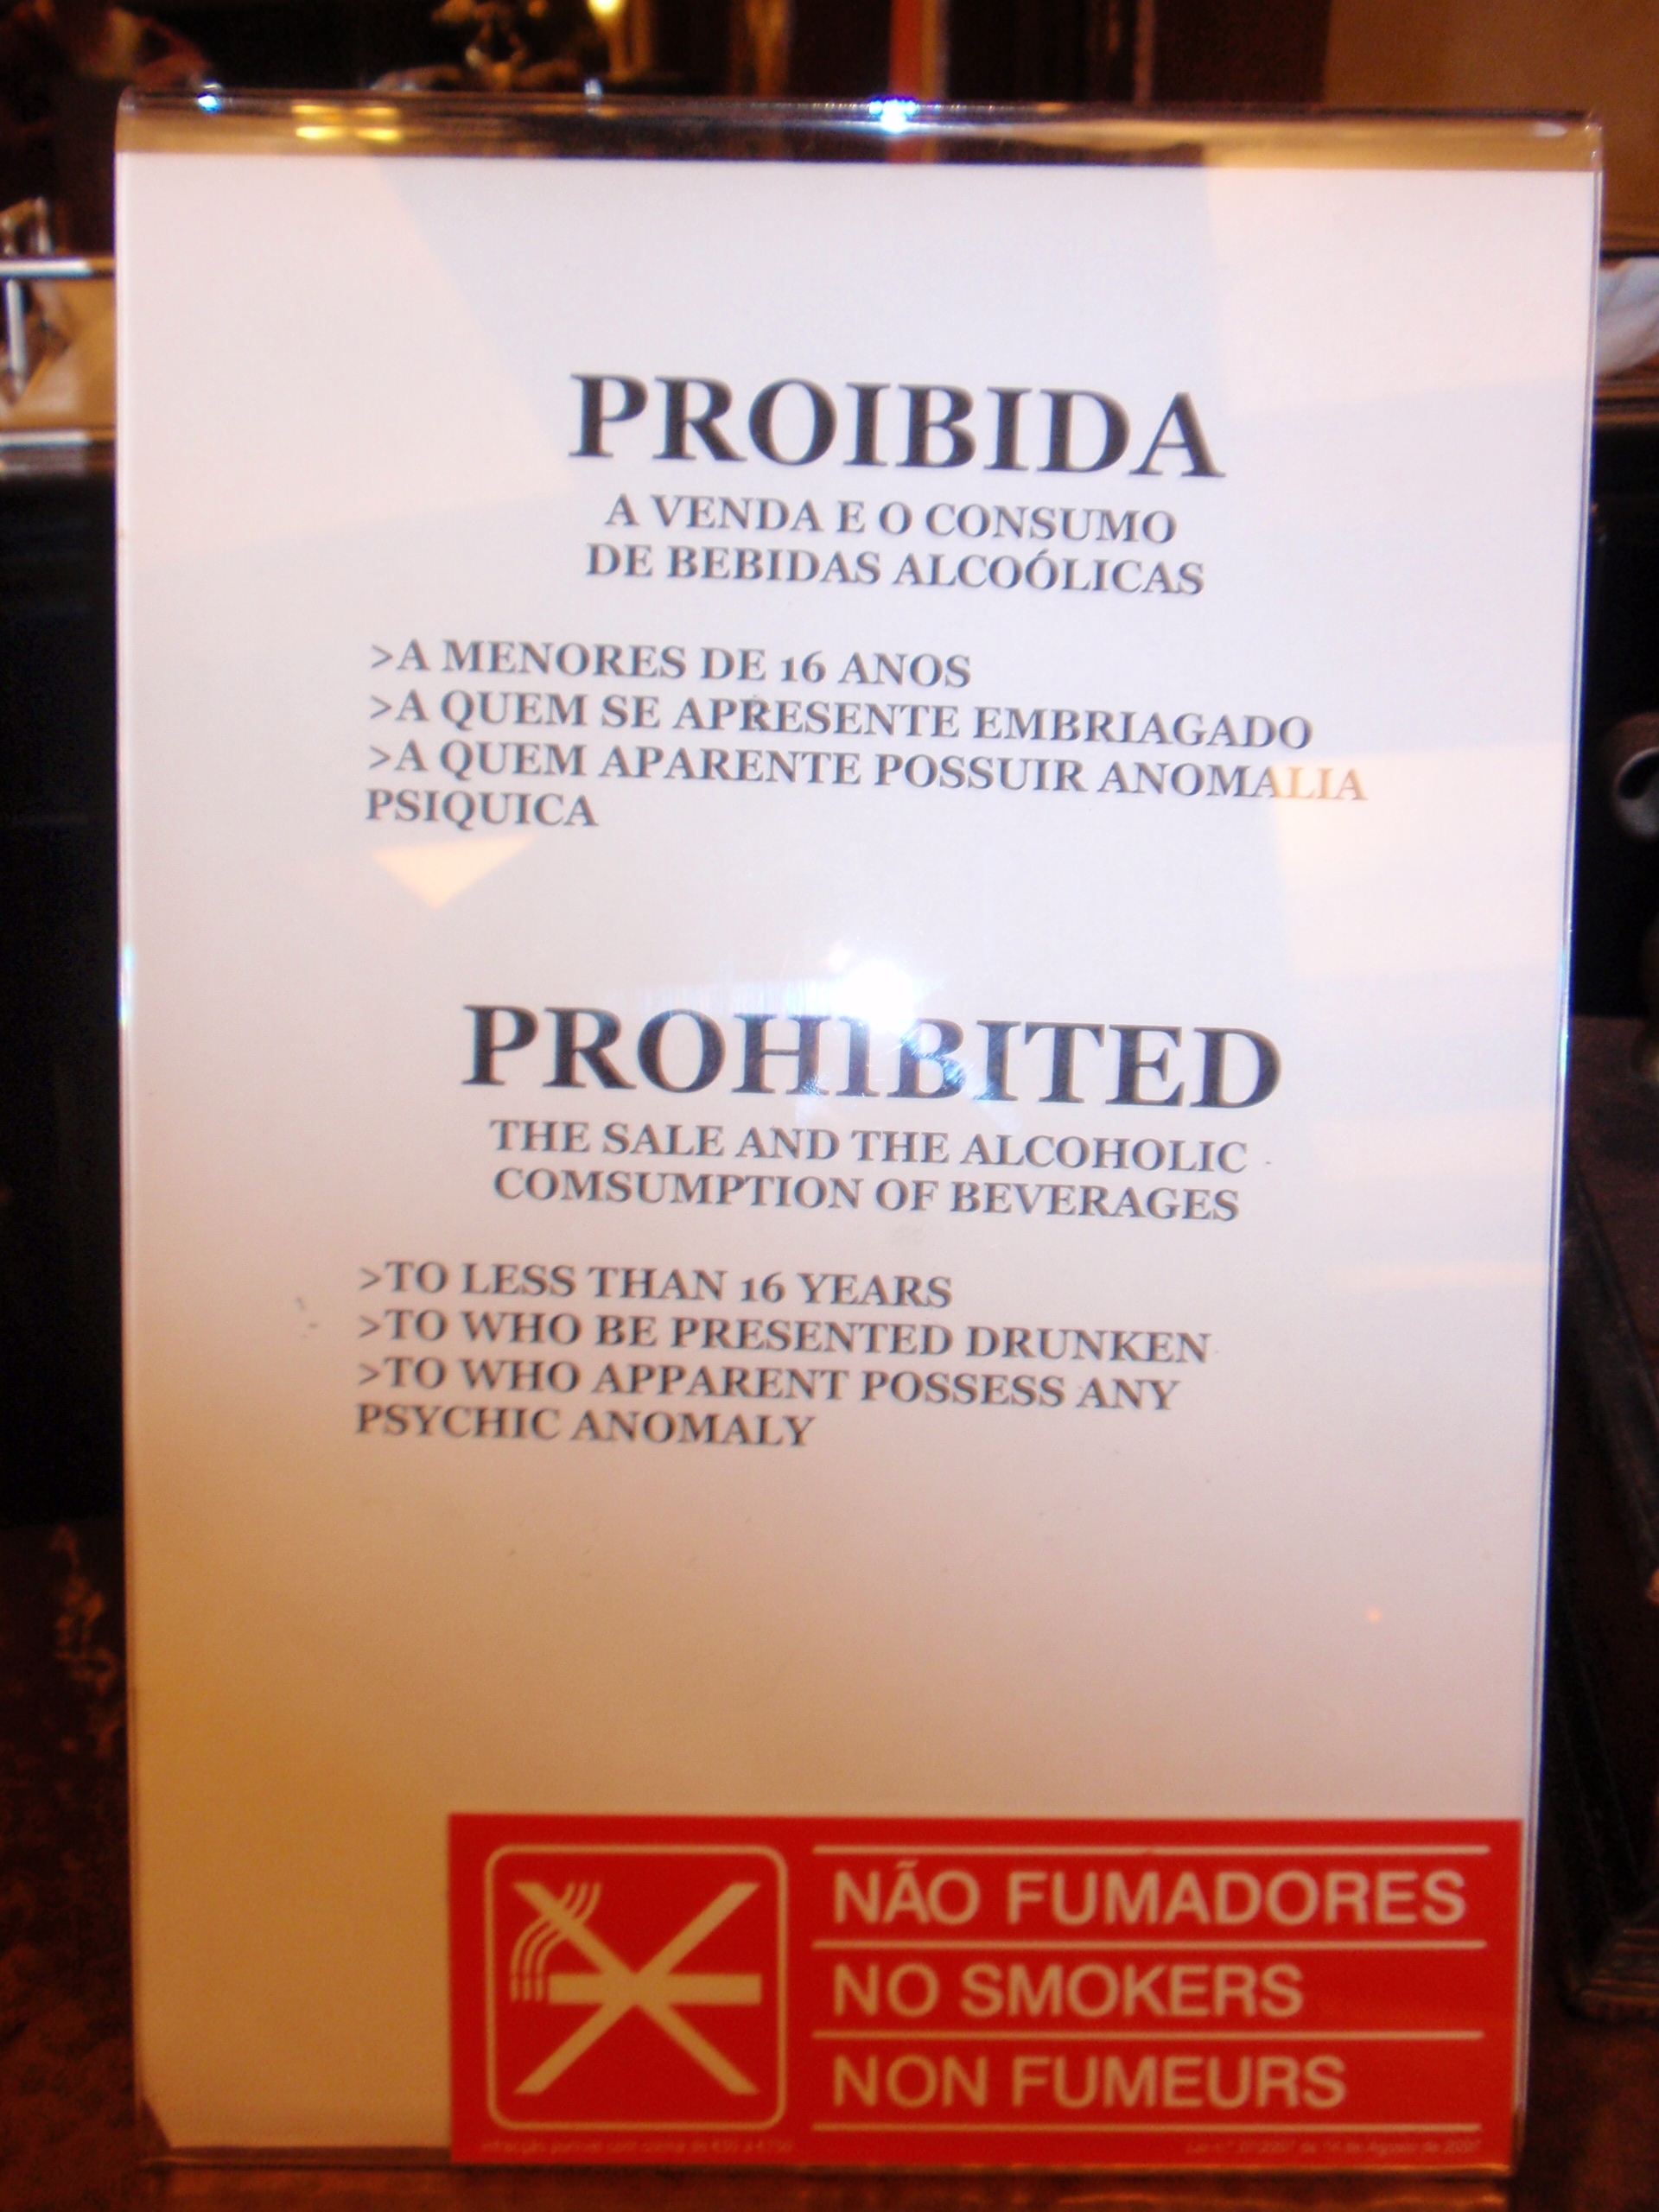 PROIBIDA
A VENDA E O CONSUMO
DE BEBIDAS ALCOÓLICAS
>A MENORES DE 16 ANOS
>A QUEM SE APRESENTE EMBRIAGADO
>A QUEM APARENTE POSSUIR ANOMALIA
PSIQUICA
PROHIBITED
THE SALE AND THE ALCOHOLIC
COMSUMPTION OF BEVERAGES
>TO LESS THAN 16 YEARS
>TO WHO BE PRESENTED DRUNKEN
>TO WHO APPARENT POSSESS ANY
PSYCHIC ANOMALY
NÃO FUMADORES
NO SMOKERS
NON FUMEURS